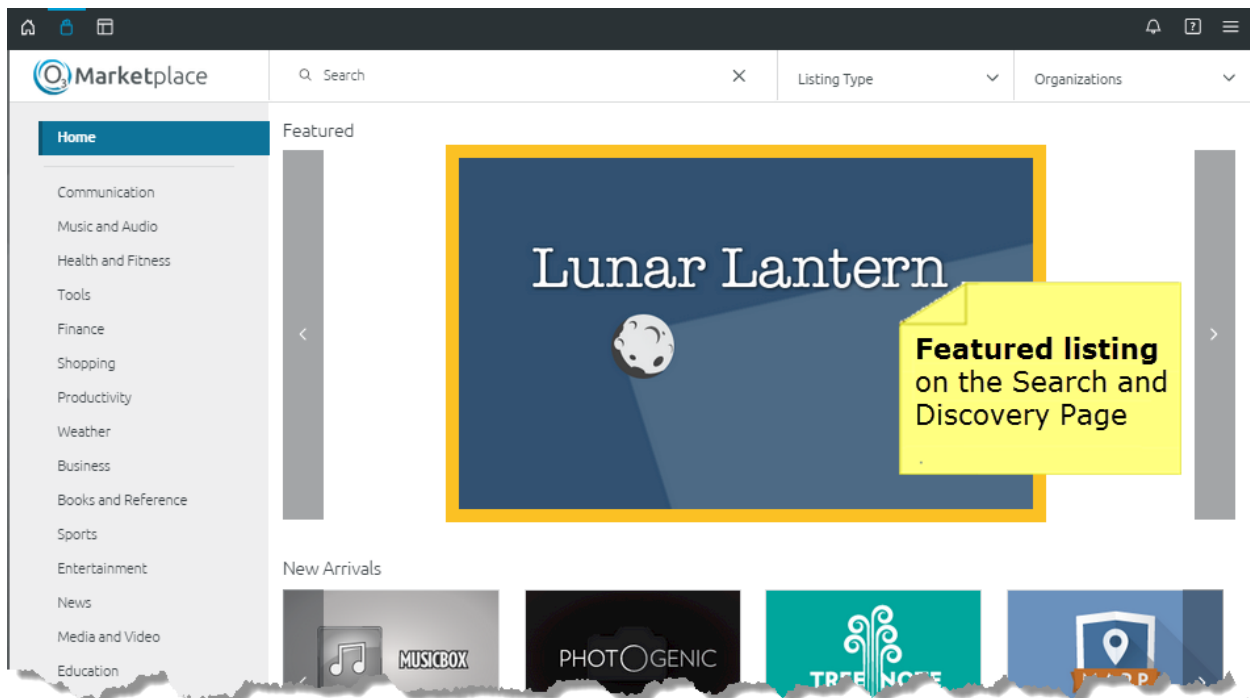 O3 Marketplace
Search
Listing Type
Organizations
Home
Communication
Music and Audio
Health and Fitness
Tools
Finance
Shopping
Productivity
Weather
Business
Books and Reference
Sports
Entertainment
News
Media and Video
Education
Featured
Lunar Lantern
Featured listing
on the Search and
Discovery Page
.
New Arrivals
MUSICBOX
PHOTOGENIC
TREE